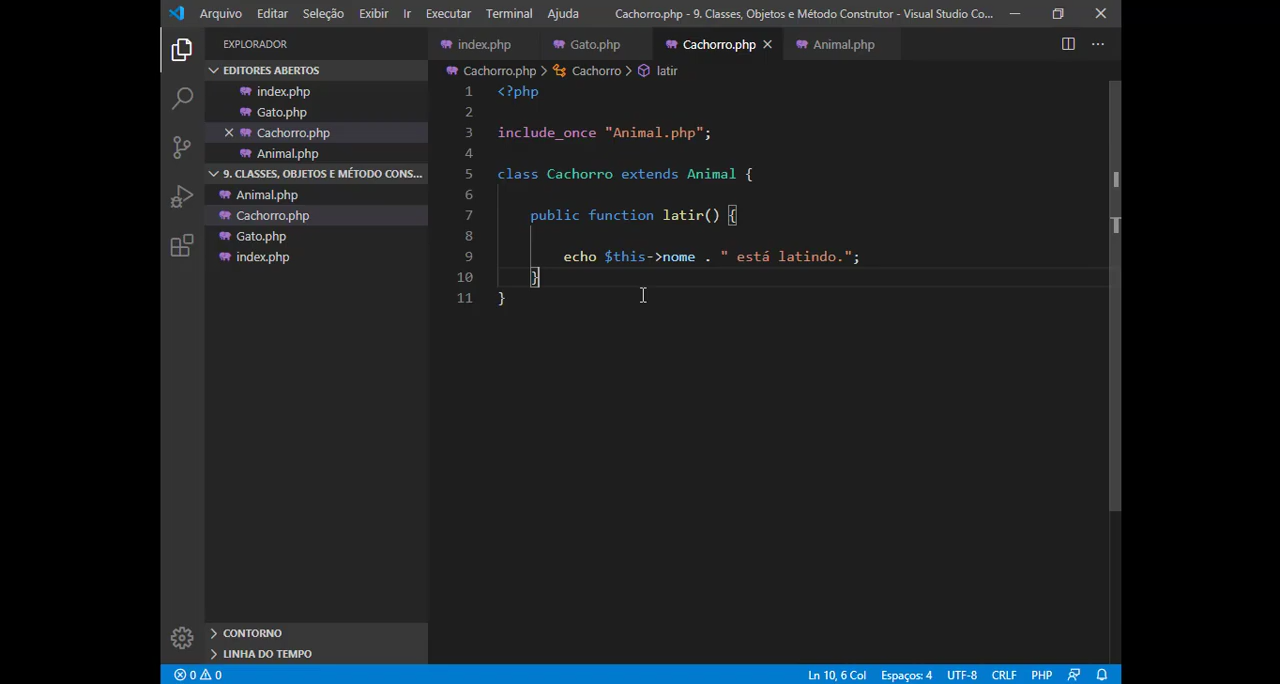 Arquivo Editar Seleção Exibir Ir Executar Terminal Ajuda Cachorro.php - 9. Classes, Objetos e Método Construtor - Visual Studio Co...
EXPLORADOR
index.php Gato.php Cachorro.php Animal.php
EDITORES ABERTOS
index.php
Gato.php
Cachorro.php
Animal.php
9. CLASSES, OBJETOS E MÉTODO CONS...
Animal.php
Cachorro.php
Gato.php
index.php
CONTORNO
LINHA DO TEMPO
Cachorro.php > Cachorro > latir
1 <?php
2
3 include_once "Animal.php";
4
5 class Cachorro extends Animal {
6
7 public function latir() {
8
9 echo $this->nome . " está latindo.";
10 }
11 }
0 0 Ln 10, 6 Col Espaços: 4 UTF-8 CRLF PHP